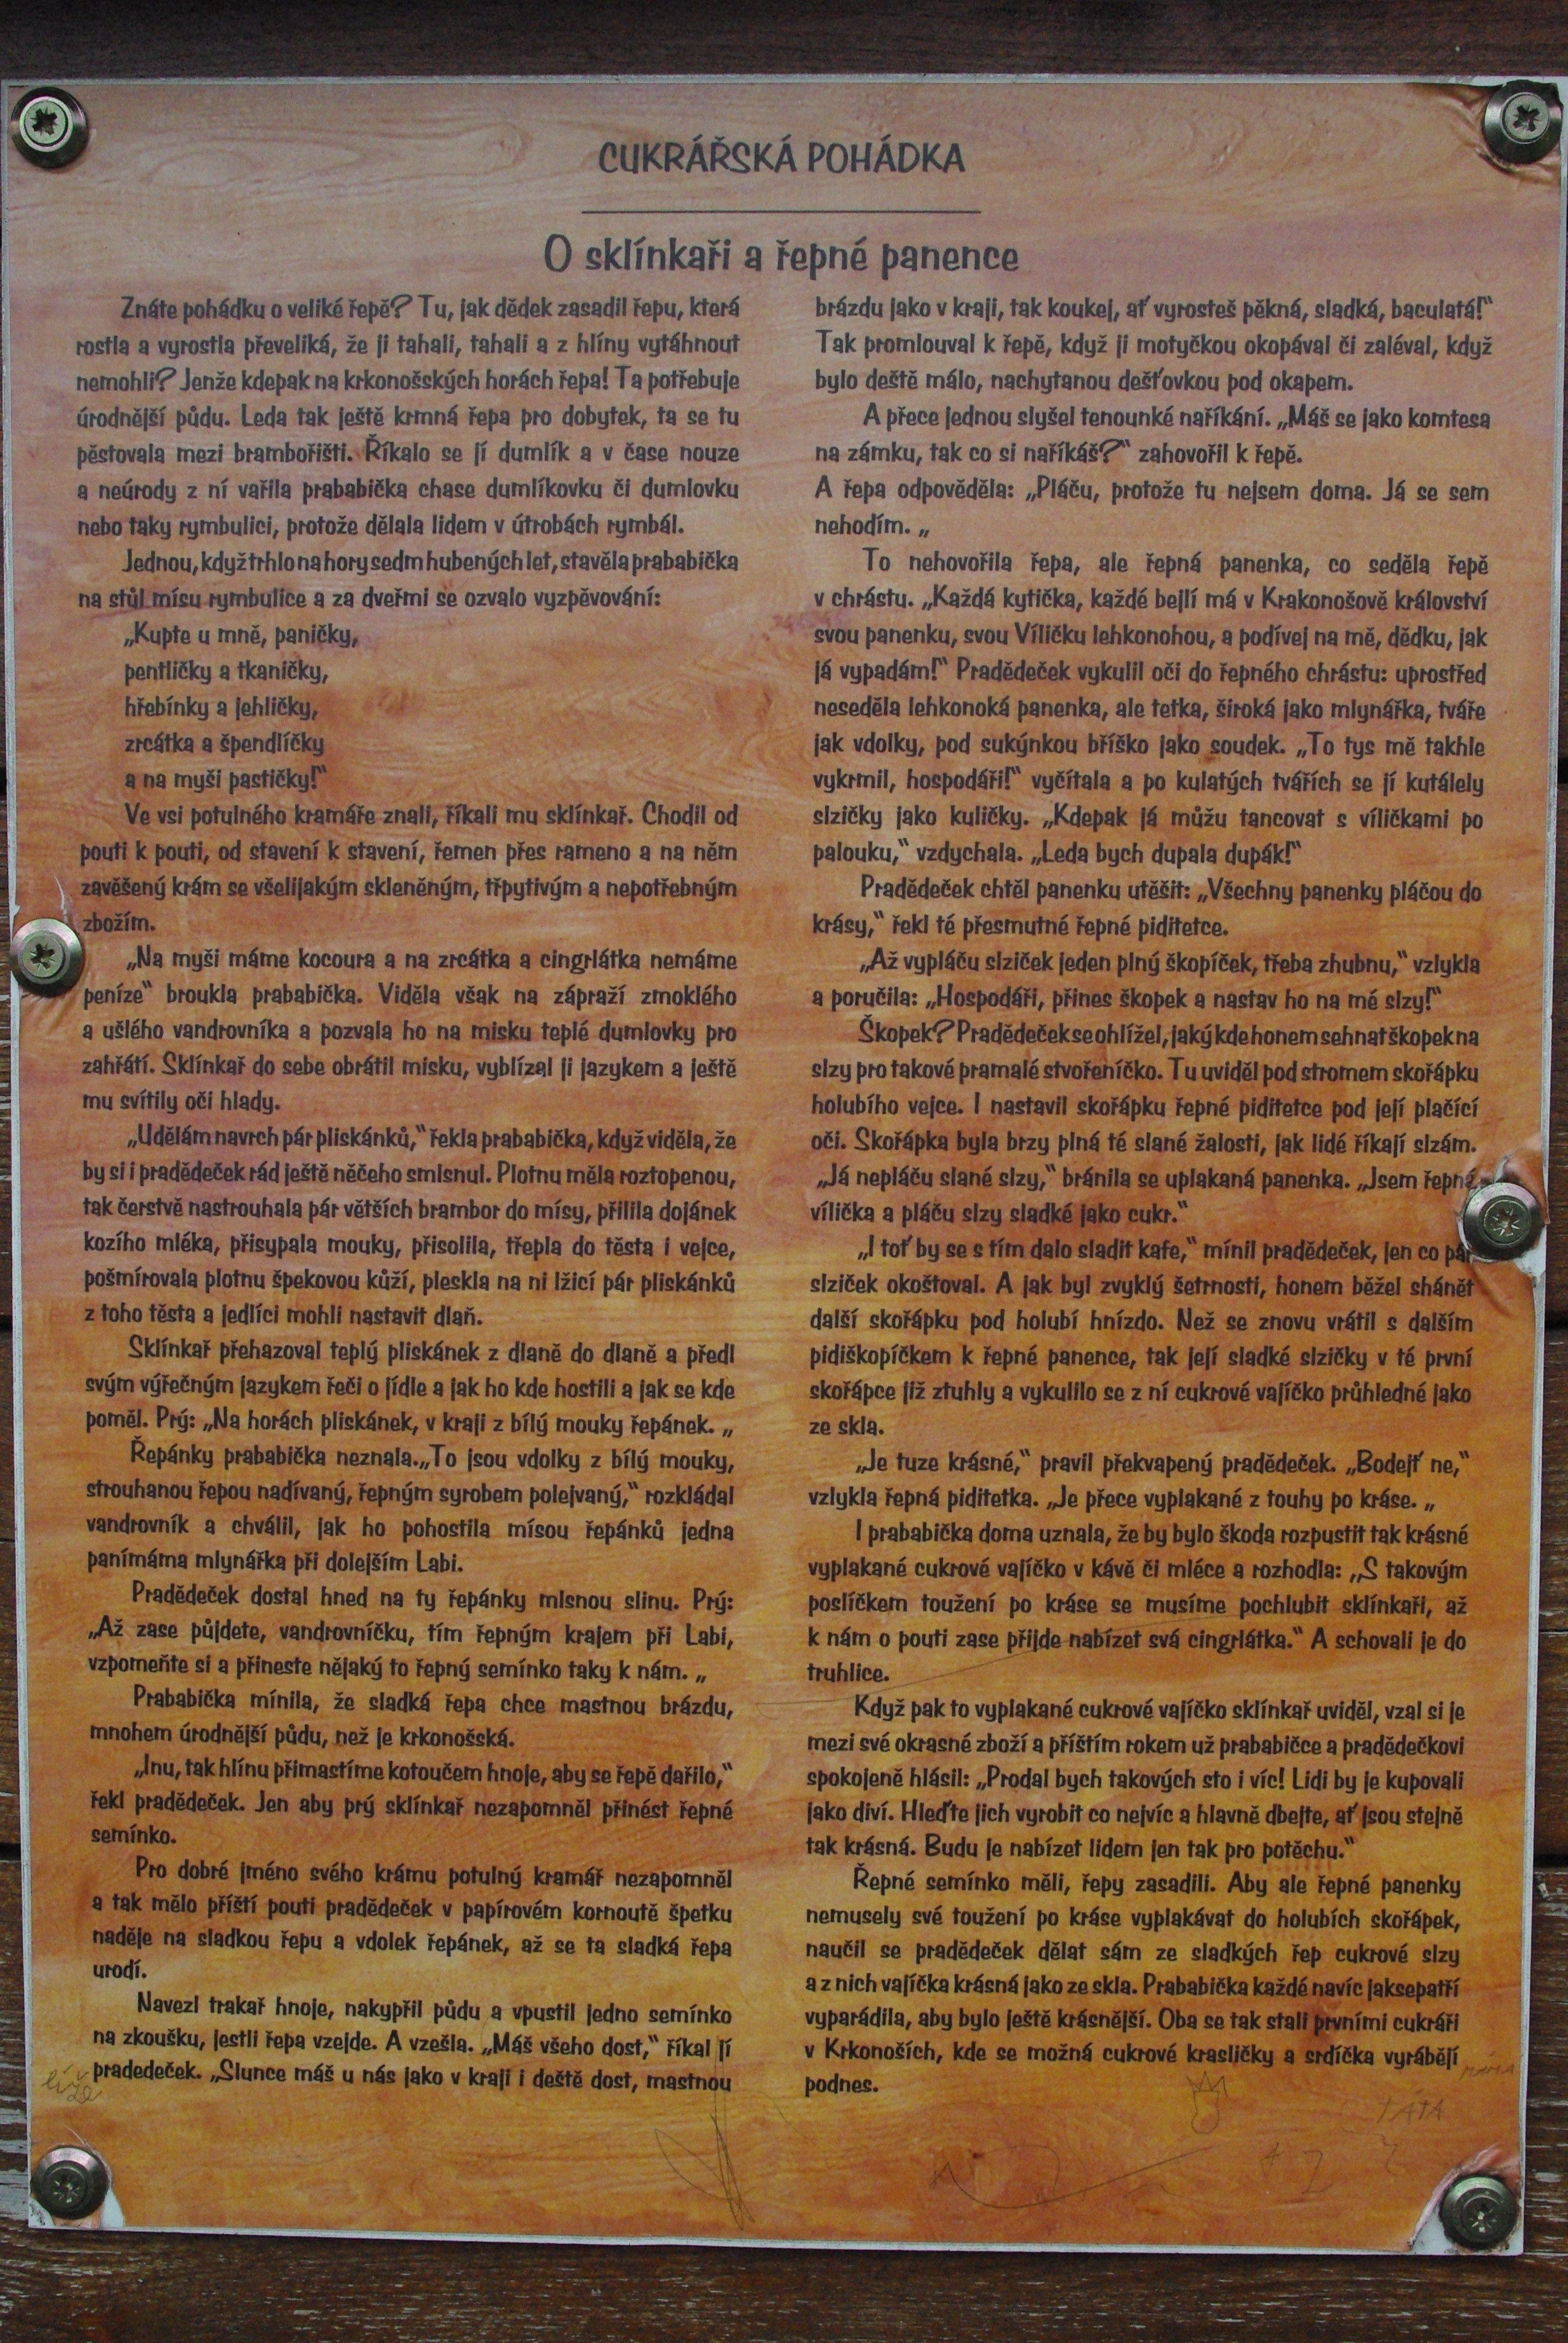 CUKRÁŘSKÁ POHÁDKA
O sklínkaři a řepné panence
Znáte pohádku o veliké řepě? Tu, jak dědek zasadil řepu, která
rostla a vyrostla převeliká, že ji tahali, tahali a z hlíny vytáhnout
nemohli? Jenže kdepak na krkonošských horách řepa! Ta potřebuje
úrodnější půdu. Leda tak ještě krmná řepa pro dobytek, ta se tu
pěstovala mezi brambořišti. Říkalo se jí dumlík a v čase nouze
a neúrody z ní vařila prababička chase dumlíkovku či dumlovku
nebo taky rymbulici, protože dělala lidem v útrobách rymbál.
Jednou, když trhlo na hory sedm hubených let, stavěla prababička
na stůl mísu rymbulice a za dveřmi se ozvalo vyzpěvování:
„Kupte u mně, paničky,
pentličky a tkaničky,
hřebínky a jehličky,
zrcátka a špendlíčky
a na myši pastičky!“
Ve vsi potulného kramáře znali, říkali mu sklínkař. Chodil od
pouti k pouti, od stavení k stavení, řemen přes rameno a na něm
zavěšený krám se všelijakým skleněným, třpytivým a nepotřebným
zbožím.
„Na myši máme kocoura a na zrcátka a cingrlátka nemáme
peníze“ broukla prababička. Viděla však na zápraží zmoklého
a ušlého vandrovníka a pozvala ho na misku teplé dumlovky pro
zahřátí. Sklínkař do sebe obrátil misku, vyblízal ji jazykem a ještě
mu svítily oči hlady.
„Udělám navrch pár pliskánků,“ řekla prababička, když viděla, že
by si i pradědeček rád ještě něčeho smlsnul. Plotnu měla roztopenou,
tak čerstvě nastrouhala pár větších brambor do mísy, přilila dojánek
kozího mléka, přisypala mouky, přisolila, třepla do těsta i vejce,
pošmírovala plotnu špekovou kůží, pleskla na ni lžicí pár pliskánků
z toho těsta a jedlíci mohli nastavit dlaň.
Sklínkař přehazoval teplý pliskánek z dlaně do dlaně a předl
svým výřečným jazykem řeči o jídle a jak ho kde hostili a jak se kde
poměl. Prý: „Na horách pliskánek, v kraji z bílý mouky řepánek. „
Řepánky prababička neznala.„To jsou vdolky z bílý mouky,
strouhanou řepou nadívaný, řepným syrobem polejvaný,“ rozkládal
vandrovník a chválil, jak ho pohostila mísou řepánků jedna
panímáma mlynářka při dolejším Labi.
Pradědeček dostal hned na ty řepánky mlsnou slinu. Prý:
„Až zase půjdete, vandrovníčku, tím řepným krajem při Labi,
vzpomeňte si a přineste nějaký to řepný semínko taky k nám. „
Prababička mínila, že sladká řepa chce mastnou brázdu,
mnohem úrodnější půdu, než je krkonošská.
„Inu, tak hlínu přimastíme kotoučem hnoje, aby se řepě dařilo,“
řekl pradědeček. Jen aby prý sklínkař nezapomněl přinést řepné
semínko.
Pro dobré jméno svého krámu potulný kramář nezapomněl
a tak mělo příští pouti pradědeček v papírovém kornoutě špetku
naděje na sladkou řepu a vdolek řepánek, až se ta sladká řepa
urodí.
Navezl trakař hnoje, nakypřil půdu a vpustil jedno semínko
na zkoušku, jestli řepa vzejde. A vzešla. „Máš všeho dost,“ říkal jí
pradedeček. „Slunce máš u nás jako v kraji i deště dost, mastnou
brázdu jako v kraji, tak koukej, ať vyrosteš pěkná, sladká, baculatá!“
Tak promlouval k řepě, když ji motyčkou okopával či zaléval, když
bylo deště málo, nachytanou dešťovkou pod okapem.
A přece jednou slyšel tenounké naříkání. „Máš se jako komtesa
na zámku, tak co si naříkáš?“ zahovořil k řepě.
A řepa odpověděla: „Pláču, protože tu nejsem doma. Já se sem
nehodím. „
To nehovořila řepa, ale řepná panenka, co seděla řepě
v chrástu. „Každá kytička, každé bejlí má v Krakonošově království
svou panenku, svou Víličku lehkonohou, a podívej na mě, dědku, jak
já vypadám!“ Pradědeček vykulil oči do řepného chrástu: uprostřed
neseděla lehkonoká panenka, ale tetka, široká jako mlynářka, tváře
jak vdolky, pod sukýnkou bříško jako soudek. „To tys mě takhle
vykrmil, hospodáři!“ vyčítala a po kulatých tvářích se jí kutálely
slzičky jako kuličky. „Kdepak já můžu tancovat s víličkami po
palouku,“ vzdychala. „Leda bych dupala dupák!“
Pradědeček chtěl panenku utěšit: „Všechny panenky pláčou do
krásy,“ řekl té přesmutné řepné piditetce.
„Až vypláču slziček jeden plný škopíček, třeba zhubnu,“ vzlykla
a poručila: „Hospodáři, přines škopek a nastav ho na mé slzy!“
Škopek? Pradědeček se ohlížel, jaký kde honem sehnat škopek na
slzy pro takové pramalé stvořeníčko. Tu uviděl pod stromem skořápku
holubího vejce. I nastavil skořápku řepné piditetce pod její plačící
oči. Skořápka byla brzy plná té slané žalosti, jak lidé říkají slzám.
„Já nepláču slané slzy,“ bránila se uplakaná panenka. „Jsem řepná
vílička a pláču slzy sladké jako cukr.“
„I toť by se s tím dalo sladit kafe,“ mínil pradědeček, jen co pár
slziček okoštoval. A jak byl zvyklý šetrnosti, honem běžel shánět
další skořápku pod holubí hnízdo. Než se znovu vrátil s dalším
pidiškopíčkem k řepné panence, tak její sladké slzičky v té první
skořápce již ztuhly a vykulilo se z ní cukrové vajíčko průhledné jako
ze skla.
„Je tuze krásné,“ pravil překvapený pradědeček. „Bodejť ne,“
vzlykla řepná piditetka. „Je přece vyplakané z touhy po kráse. „
I prababička doma uznala, že by bylo škoda rozpustit tak krásné
vyplakané cukrové vajíčko v kávě či mléce a rozhodla: ,,S takovým
poslíčkem toužení po kráse se musíme pochlubit sklínkaři, až
k nám o pouti zase přijde nabízet svá cingrlátka.“ A schovali je do
truhlice.
Když pak to vyplakané cukrové vajíčko sklínkař uviděl, vzal si je
mezi své okrasné zboží a příštím rokem už prababičce a pradědečkovi
spokojeně hlásil: „Prodal bych takových sto i víc! Lidi by je kupovali
jako diví. Hleďte jich vyrobit co nejvíc a hlavně dbejte, ať jsou stejně
tak krásná. Budu je nabízet lidem jen tak pro potěchu.“
Řepné semínko měli, řepy zasadili. Aby ale řepné panenky
nemusely své toužení po kráse vyplakávat do holubích skořápek,
naučil se pradědeček dělat sám ze sladkých řep cukrové slzy
a z nich vajíčka krásná jako ze skla. Prababička každé navíc jaksepatří
vyparádila, aby bylo ještě krásnější. Oba se tak stali prvními cukráři
v Krkonoších, kde se možná cukrové krasličky a srdíčka vyrábějí
podnes.
TÁTA